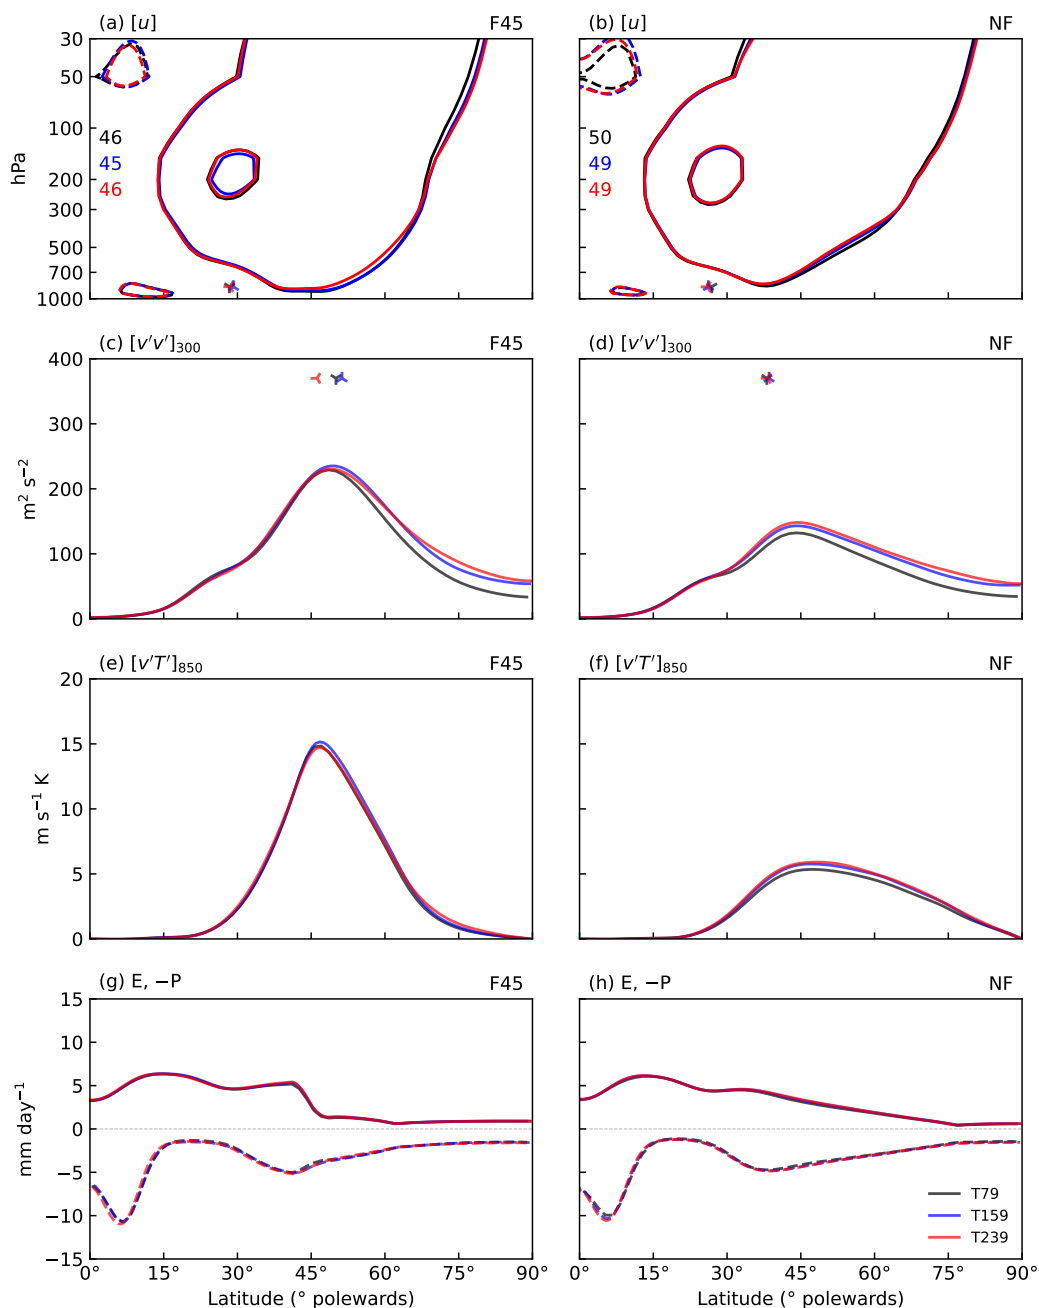 (a) [u] F45
30
50
100
200
300
500
700
1000
hPa
46
45
46
(b) [u] NF
50
49
49
(c) [v′v′]₃₀₀ F45
400
300
200
100
0
m² s⁻²
(d) [v′v′]₃₀₀ NF
(e) [v′T′]₈₅₀ F45
20
15
10
5
0
m s⁻¹ K
(f) [v′T′]₈₅₀ NF
(g) E, −P F45
15
10
5
0
−5
−10
−15
mm day⁻¹
0° 15° 30° 45° 60° 75° 90°
Latitude (° polewards)
(h) E, −P NF
T79
T159
T239
0° 15° 30° 45° 60° 75° 90°
Latitude (° polewards)